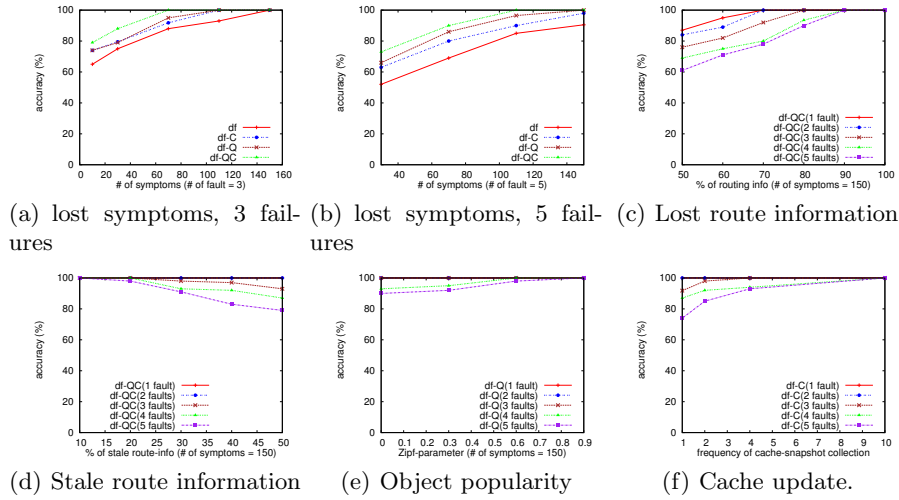 100
80
60
40
20
0
accuracy (%)
df
df-C
df-Q
df-QC
0 20 40 60 80 100 120 140 160
# of symptoms (# of fault = 3)
(a) lost symptoms, 3 fail-
ures
100
80
60
40
20
0
accuracy (%)
df
df-C
df-Q
df-QC
40 60 80 100 120 140
# of symptoms (# of fault = 5)
(b) lost symptoms, 5 fail-
ures
100
80
60
40
20
0
accuracy (%)
df-QC(1 fault)
df-QC(2 faults)
df-QC(3 faults)
df-QC(4 faults)
df-QC(5 faults)
50 60 70 80 90 100
% of routing info (# of symptoms = 150)
(c) Lost route information
100
80
60
40
20
0
accuracy (%)
df-QC(1 fault)
df-QC(2 faults)
df-QC(3 faults)
df-QC(4 faults)
df-QC(5 faults)
10 15 20 25 30 35 40 45 50
% of stale route-info (# of symptoms = 150)
(d) Stale route information
100
80
60
40
20
0
accuracy (%)
df-Q(1 fault)
df-Q(2 faults)
df-Q(3 faults)
df-Q(4 faults)
df-Q(5 faults)
0 0.1 0.2 0.3 0.4 0.5 0.6 0.7 0.8 0.9
Zipf-parameter (# of symptoms = 150)
(e) Object popularity
100
80
60
40
20
0
accuracy (%)
df-C(1 fault)
df-C(2 faults)
df-C(3 faults)
df-C(4 faults)
df-C(5 faults)
1 2 3 4 5 6 7 8 9 10
frequency of cache-snapshot collection
(f) Cache update.